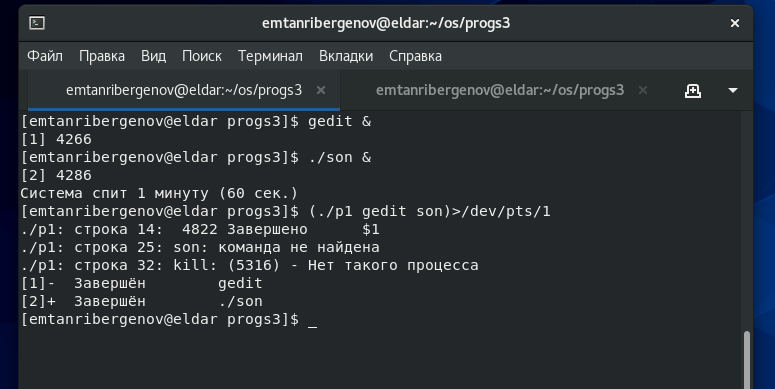 emtanribergenov@eldar:~/os/progs3
Файл Правка Вид Поиск Терминал Вкладки Справка
emtanribergenov@eldar:~/os/progs3 × emtanribergenov@eldar:~/os/progs3 ×
[emtanribergenov@eldar progs3]$ gedit &
[1] 4266
[emtanribergenov@eldar progs3]$ ./son &
[2] 4286
Система спит 1 минуту (60 сек.)
[emtanribergenov@eldar progs3]$ (./p1 gedit son)>/dev/pts/1
./p1: строка 14:  4822 Завершено      $1
./p1: строка 25: son: команда не найдена
./p1: строка 32: kill: (5316) - Нет такого процесса
[1]-  Завершён        gedit
[2]+  Завершён        ./son
[emtanribergenov@eldar progs3]$ _